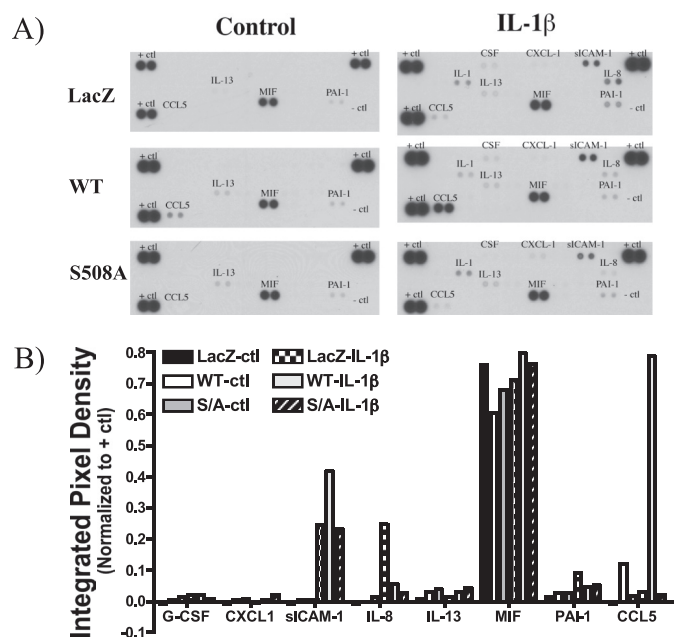 A)
Control
IL-1β
LacZ
+ ctl
+ ctl
IL-13
MIF
PAI-1
+ ctl
CCL5
- ctl
+ ctl
CSF
CXCL-1
sICAM-1
+ ctl
IL-1
IL-13
IL-8
MIF
PAI-1
+ ctl
CCL5
- ctl
WT
+ ctl
+ ctl
IL-13
MIF
PAI-1
+ ctl
CCL5
- ctl
+ ctl
CSF
CXCL-1
sICAM-1
+ ctl
IL-1
IL-13
IL-8
MIF
PAI-1
+ ctl
CCL5
- ctl
S508A
+ ctl
+ ctl
IL-13
MIF
PAI-1
+ ctl
CCL5
- ctl
+ ctl
CSF
CXCL-1
sICAM-1
+ ctl
IL-1
IL-13
IL-8
MIF
PAI-1
+ ctl
CCL5
- ctl
B)
Integrated Pixel Density
(Normalized to + ctl)
0.8
0.7
0.6
0.5
0.4
0.3
0.2
0.1
0.0
-0.1
LacZ-ctl
WT-ctl
S/A-ctl
LacZ-IL-1β
WT-IL-1β
S/A-IL-1β
G-CSF
CXCL1
sICAM-1
IL-8
IL-13
MIF
PAI-1
CCL5